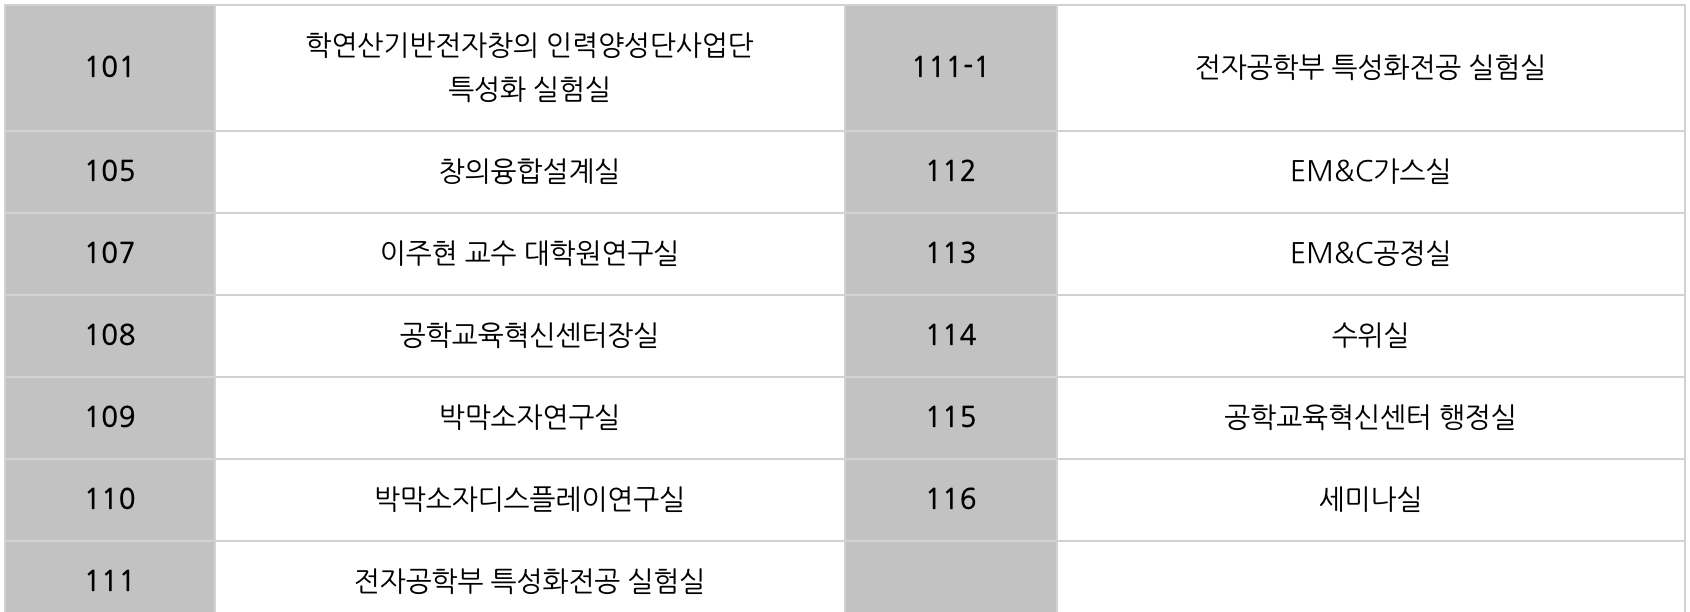 101
학연산기반전자창의 인력양성단사업단
특성화 실험실
111-1
전자공학부 특성화전공 실험실
105
창의융합설계실
112
EM&C가스실
107
이주현 교수 대학원연구실
113
EM&C공정실
108
공학교육혁신센터장실
114
수위실
109
박막소자연구실
115
공학교육혁신센터 행정실
110
박막소자디스플레이연구실
116
세미나실
111
전자공학부 특성화전공 실험실